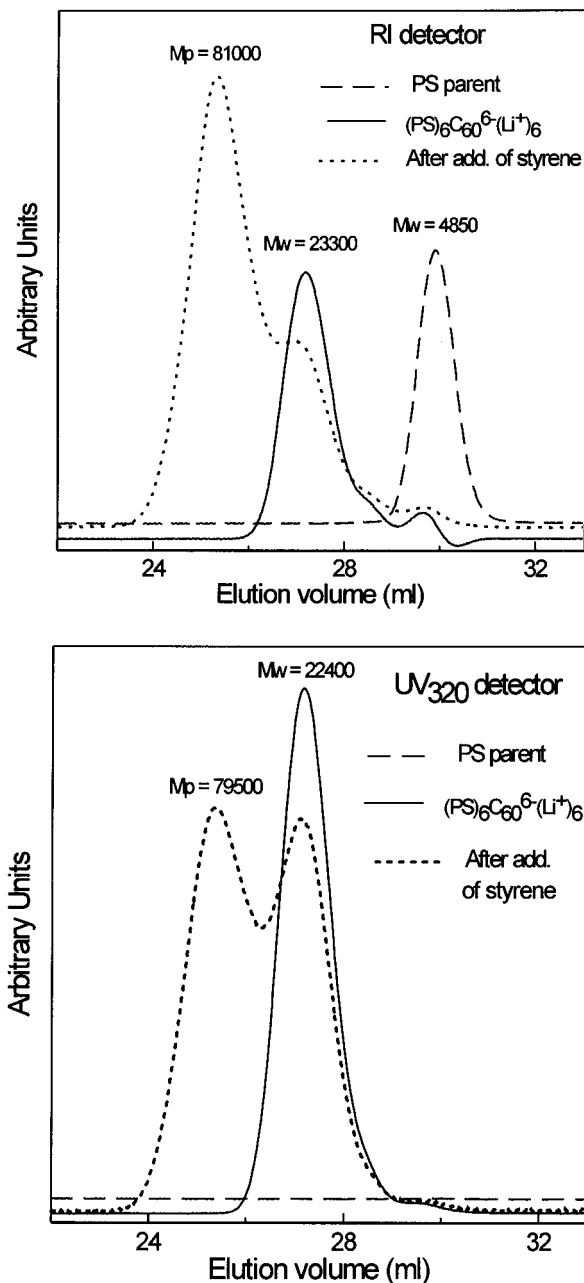 RI detector
Mp = 81000
PS parent
(PS)6C60^6-(Li+)6
After add. of styrene
Mw = 23300
Mw = 4850
Arbitrary Units
24
28
32
Elution volume (ml)
Mw = 22400
UV320 detector
PS parent
Mp = 79500
(PS)6C60^6-(Li+)6
After add.
of styrene
Arbitrary Units
24
28
32
Elution volume (ml)